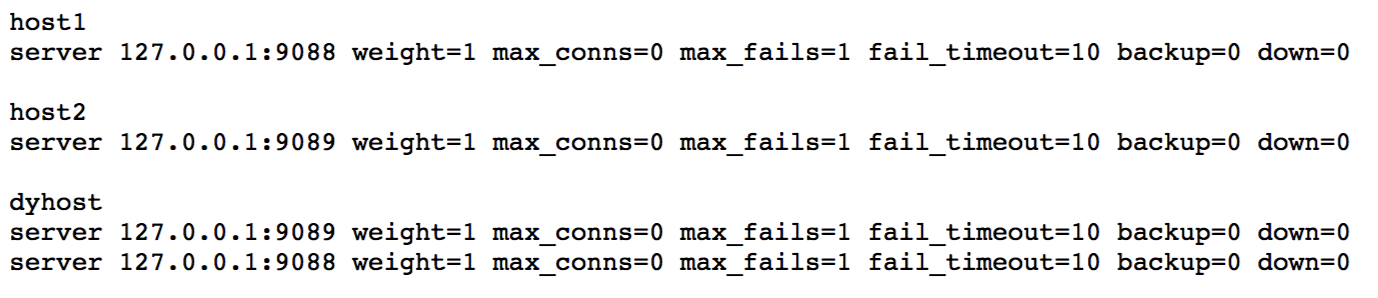 host1
server 127.0.0.1:9088 weight=1 max_conns=0 max_fails=1 fail_timeout=10 backup=0 down=0
host2
server 127.0.0.1:9089 weight=1 max_conns=0 max_fails=1 fail_timeout=10 backup=0 down=0
dyhost
server 127.0.0.1:9089 weight=1 max_conns=0 max_fails=1 fail_timeout=10 backup=0 down=0
server 127.0.0.1:9088 weight=1 max_conns=0 max_fails=1 fail_timeout=10 backup=0 down=0